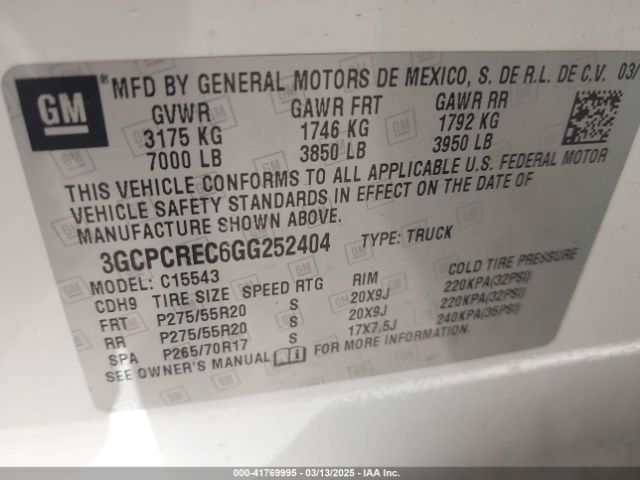 GM ® MFD BY GENERAL MOTORS DE MEXICO, S. DE R.L. DE C.V. 03/
GVWR GAWR FRT GAWR RR
3175 KG 1746 KG 1792 KG
7000 LB 3850 LB 3950 LB
THIS VEHICLE CONFORMS TO ALL APPLICABLE U.S. FEDERAL MOTOR
VEHICLE SAFETY STANDARDS IN EFFECT ON THE DATE OF
MANUFACTURE SHOWN ABOVE.
3GCPCREC6GG252404 TYPE: TRUCK
MODEL: C15543
CDH9 TIRE SIZE SPEED RTG RIM COLD TIRE PRESSURE
FRT P275/55R20 S 20X9J 220KPA(32PSI)
RR P275/55R20 S 20X9J 220KPA(32PSI)
SPA P265/70R17 S 17X7.5J 240KPA(35PSI)
SEE OWNER'S MANUAL FOR MORE INFORMATION.
000-41769995 - 03/13/2025 - IAA Inc.